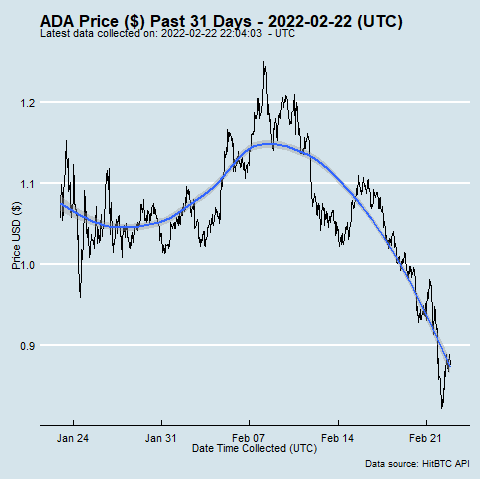 ADA Price ($) Past 31 Days - 2022-02-22 (UTC)
Latest data collected on: 2022-02-22 22:04:03 - UTC
1.2
1.1
1.0
0.9
Price USD ($)
Jan 24 Jan 31 Feb 07 Feb 14 Feb 21
Date Time Collected (UTC)
Data source: HitBTC API